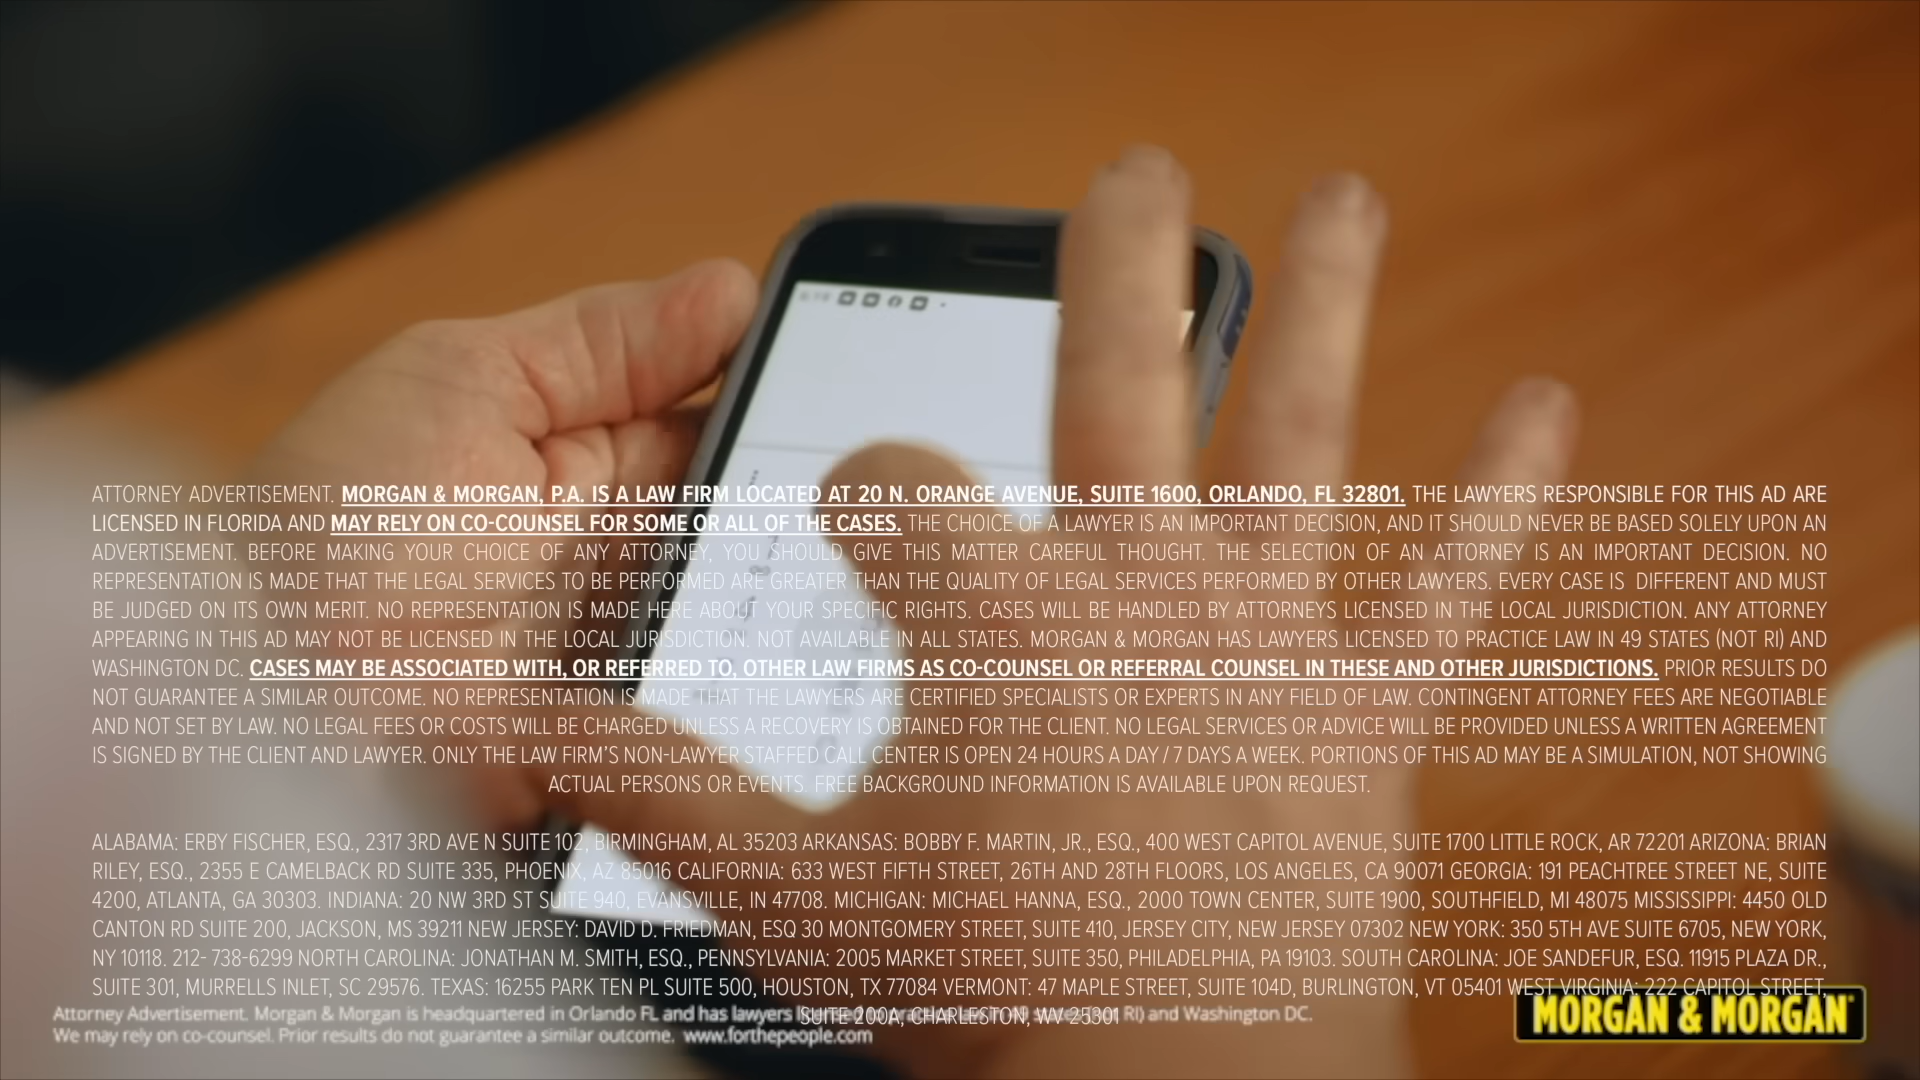 ATTORNEY ADVERTISEMENT. MORGAN & MORGAN, P.A. IS A LAW FIRM LOCATED AT 20 N. ORANGE AVENUE, SUITE 1600, ORLANDO, FL 32801. THE LAWYERS RESPONSIBLE FOR THIS AD ARE
LICENSED IN FLORIDA AND MAY RELY ON CO-COUNSEL FOR SOME OR ALL OF THE CASES. THE CHOICE OF A LAWYER IS AN IMPORTANT DECISION, AND IT SHOULD NEVER BE BASED SOLELY UPON AN
ADVERTISEMENT. BEFORE MAKING YOUR CHOICE OF ANY ATTORNEY, YOU SHOULD GIVE THIS MATTER CAREFUL THOUGHT. THE SELECTION OF AN ATTORNEY IS AN IMPORTANT DECISION. NO
REPRESENTATION IS MADE THAT THE LEGAL SERVICES TO BE PERFORMED ARE GREATER THAN THE QUALITY OF LEGAL SERVICES PERFORMED BY OTHER LAWYERS. EVERY CASE IS DIFFERENT AND MUST
BE JUDGED ON ITS OWN MERIT. NO REPRESENTATION IS MADE HERE ABOUT YOUR SPECIFIC RIGHTS. CASES WILL BE HANDLED BY ATTORNEYS LICENSED IN THE LOCAL JURISDICTION. ANY ATTORNEY
APPEARING IN THIS AD MAY NOT BE LICENSED IN THE LOCAL JURISDICTION. NOT AVAILABLE IN ALL STATES. MORGAN & MORGAN HAS LAWYERS LICENSED TO PRACTICE LAW IN 49 STATES (NOT RI) AND
WASHINGTON DC. CASES MAY BE ASSOCIATED WITH, OR REFERRED TO, OTHER LAW FIRMS AS CO-COUNSEL OR REFERRAL COUNSEL IN THESE AND OTHER JURISDICTIONS. PRIOR RESULTS DO
NOT GUARANTEE A SIMILAR OUTCOME. NO REPRESENTATION IS MADE THAT THE LAWYERS ARE CERTIFIED SPECIALISTS OR EXPERTS IN ANY FIELD OF LAW. CONTINGENT ATTORNEY FEES ARE NEGOTIABLE
AND NOT SET BY LAW. NO LEGAL FEES OR COSTS WILL BE CHARGED UNLESS A RECOVERY IS OBTAINED FOR THE CLIENT. NO LEGAL SERVICES OR ADVICE WILL BE PROVIDED UNLESS A WRITTEN AGREEMENT
IS SIGNED BY THE CLIENT AND LAWYER. ONLY THE LAW FIRM'S NON-LAWYER STAFFED CALL CENTER IS OPEN 24 HOURS A DAY / 7 DAYS A WEEK. PORTIONS OF THIS AD MAY BE A SIMULATION, NOT SHOWING
ACTUAL PERSONS OR EVENTS. FREE BACKGROUND INFORMATION IS AVAILABLE UPON REQUEST.
ALABAMA: ERBY FISCHER, ESQ., 2317 3RD AVE N SUITE 102, BIRMINGHAM, AL 35203 ARKANSAS: BOBBY F. MARTIN, JR., ESQ., 400 WEST CAPITOL AVENUE, SUITE 1700 LITTLE ROCK, AR 72201 ARIZONA: BRIAN
RILEY, ESQ., 2355 E CAMELBACK RD SUITE 335, PHOENIX, AZ 85016 CALIFORNIA: 633 WEST FIFTH STREET, 26TH AND 28TH FLOORS, LOS ANGELES, CA 90071 GEORGIA: 191 PEACHTREE STREET NE, SUITE
4200, ATLANTA, GA 30303. INDIANA: 20 NW 3RD ST SUITE 940, EVANSVILLE, IN 47708. MICHIGAN: MICHAEL HANNA, ESQ., 2000 TOWN CENTER, SUITE 1900, SOUTHFIELD, MI 48075 MISSISSIPPI: 4450 OLD
CANTON RD SUITE 200, JACKSON, MS 39211 NEW JERSEY: DAVID D. FRIEDMAN, ESQ 30 MONTGOMERY STREET, SUITE 410, JERSEY CITY, NEW JERSEY 07302 NEW YORK: 350 5TH AVE SUITE 6705, NEW YORK,
NY 10118. 212- 738-6299 NORTH CAROLINA: JONATHAN M. SMITH, ESQ., PENNSYLVANIA: 2005 MARKET STREET, SUITE 350, PHILADELPHIA, PA 19103. SOUTH CAROLINA: JOE SANDEFUR, ESQ. 11915 PLAZA DR.,
SUITE 301, MURRELLS INLET, SC 29576. TEXAS: 16255 PARK TEN PL SUITE 500, HOUSTON, TX 77084 VERMONT: 47 MAPLE STREET, SUITE 104D, BURLINGTON, VT 05401 WEST VIRGINIA: 222 CAPITOL STREET,
SUITE 200A, CHARLESTON, WV 25301
Attorney Advertisement. Morgan & Morgan is headquartered in Orlando FL and has lawyers RI) and Washington DC.
We may rely on co-counsel. Prior results do not guarantee a similar outcome. www.forthepeople.com
MORGAN & MORGAN